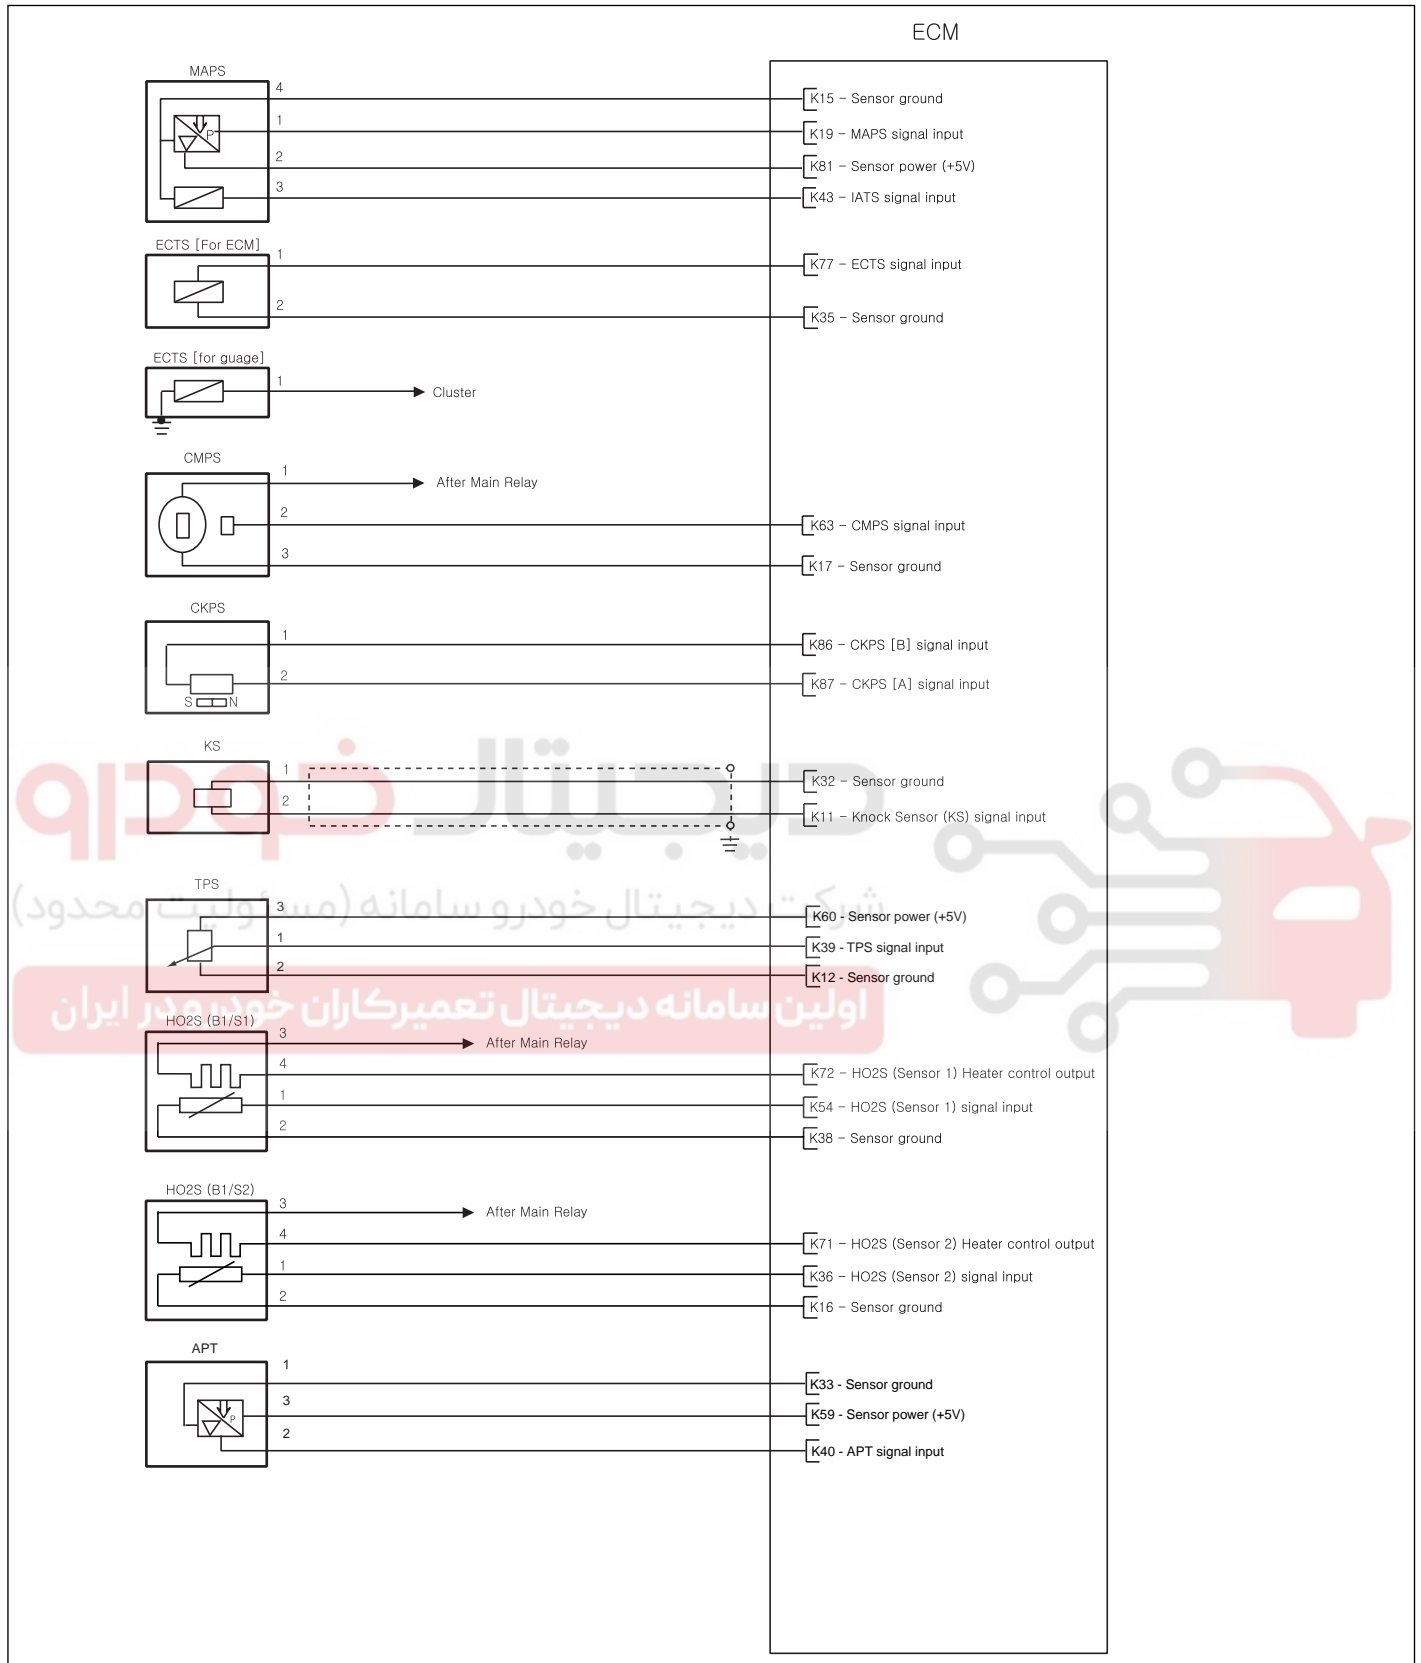 ECM
MAPS
4
K15 – Sensor ground
1
K19 – MAPS signal input
P
2
K81 – Sensor power (+5V)
3
K43 – IATS signal input
ECTS [For ECM]
1
K77 – ECTS signal input
2
K35 – Sensor ground
ECTS [for guage]
1
Cluster
CMPS
1
After Main Relay
2
K63 – CMPS signal input
3
K17 – Sensor ground
CKPS
1
K86 – CKPS [B] signal input
2
K87 – CKPS [A] signal input
S N
KS
دیجیتال خودرو
1
K32 – Sensor ground
2
K11 – Knock Sensor (KS) signal input
TPS
شرکت دیجیتال خودرو سامانه (مسئولیت محدود)
3
K60 - Sensor power (+5V)
1
K39 - TPS signal input
2
K12 - Sensor ground
اولین سامانه دیجیتال تعمیرکاران خودرو در ایران
HO2S (B1/S1)
3
After Main Relay
4
K72 – HO2S (Sensor 1) Heater control output
1
K54 – HO2S (Sensor 1) signal input
2
K38 – Sensor ground
HO2S (B1/S2)
3
After Main Relay
4
K71 – HO2S (Sensor 2) Heater control output
1
K36 – HO2S (Sensor 2) signal input
2
K16 – Sensor ground
APT
1
K33 - Sensor ground
3
K59 - Sensor power (+5V)
P
2
K40 - APT signal input